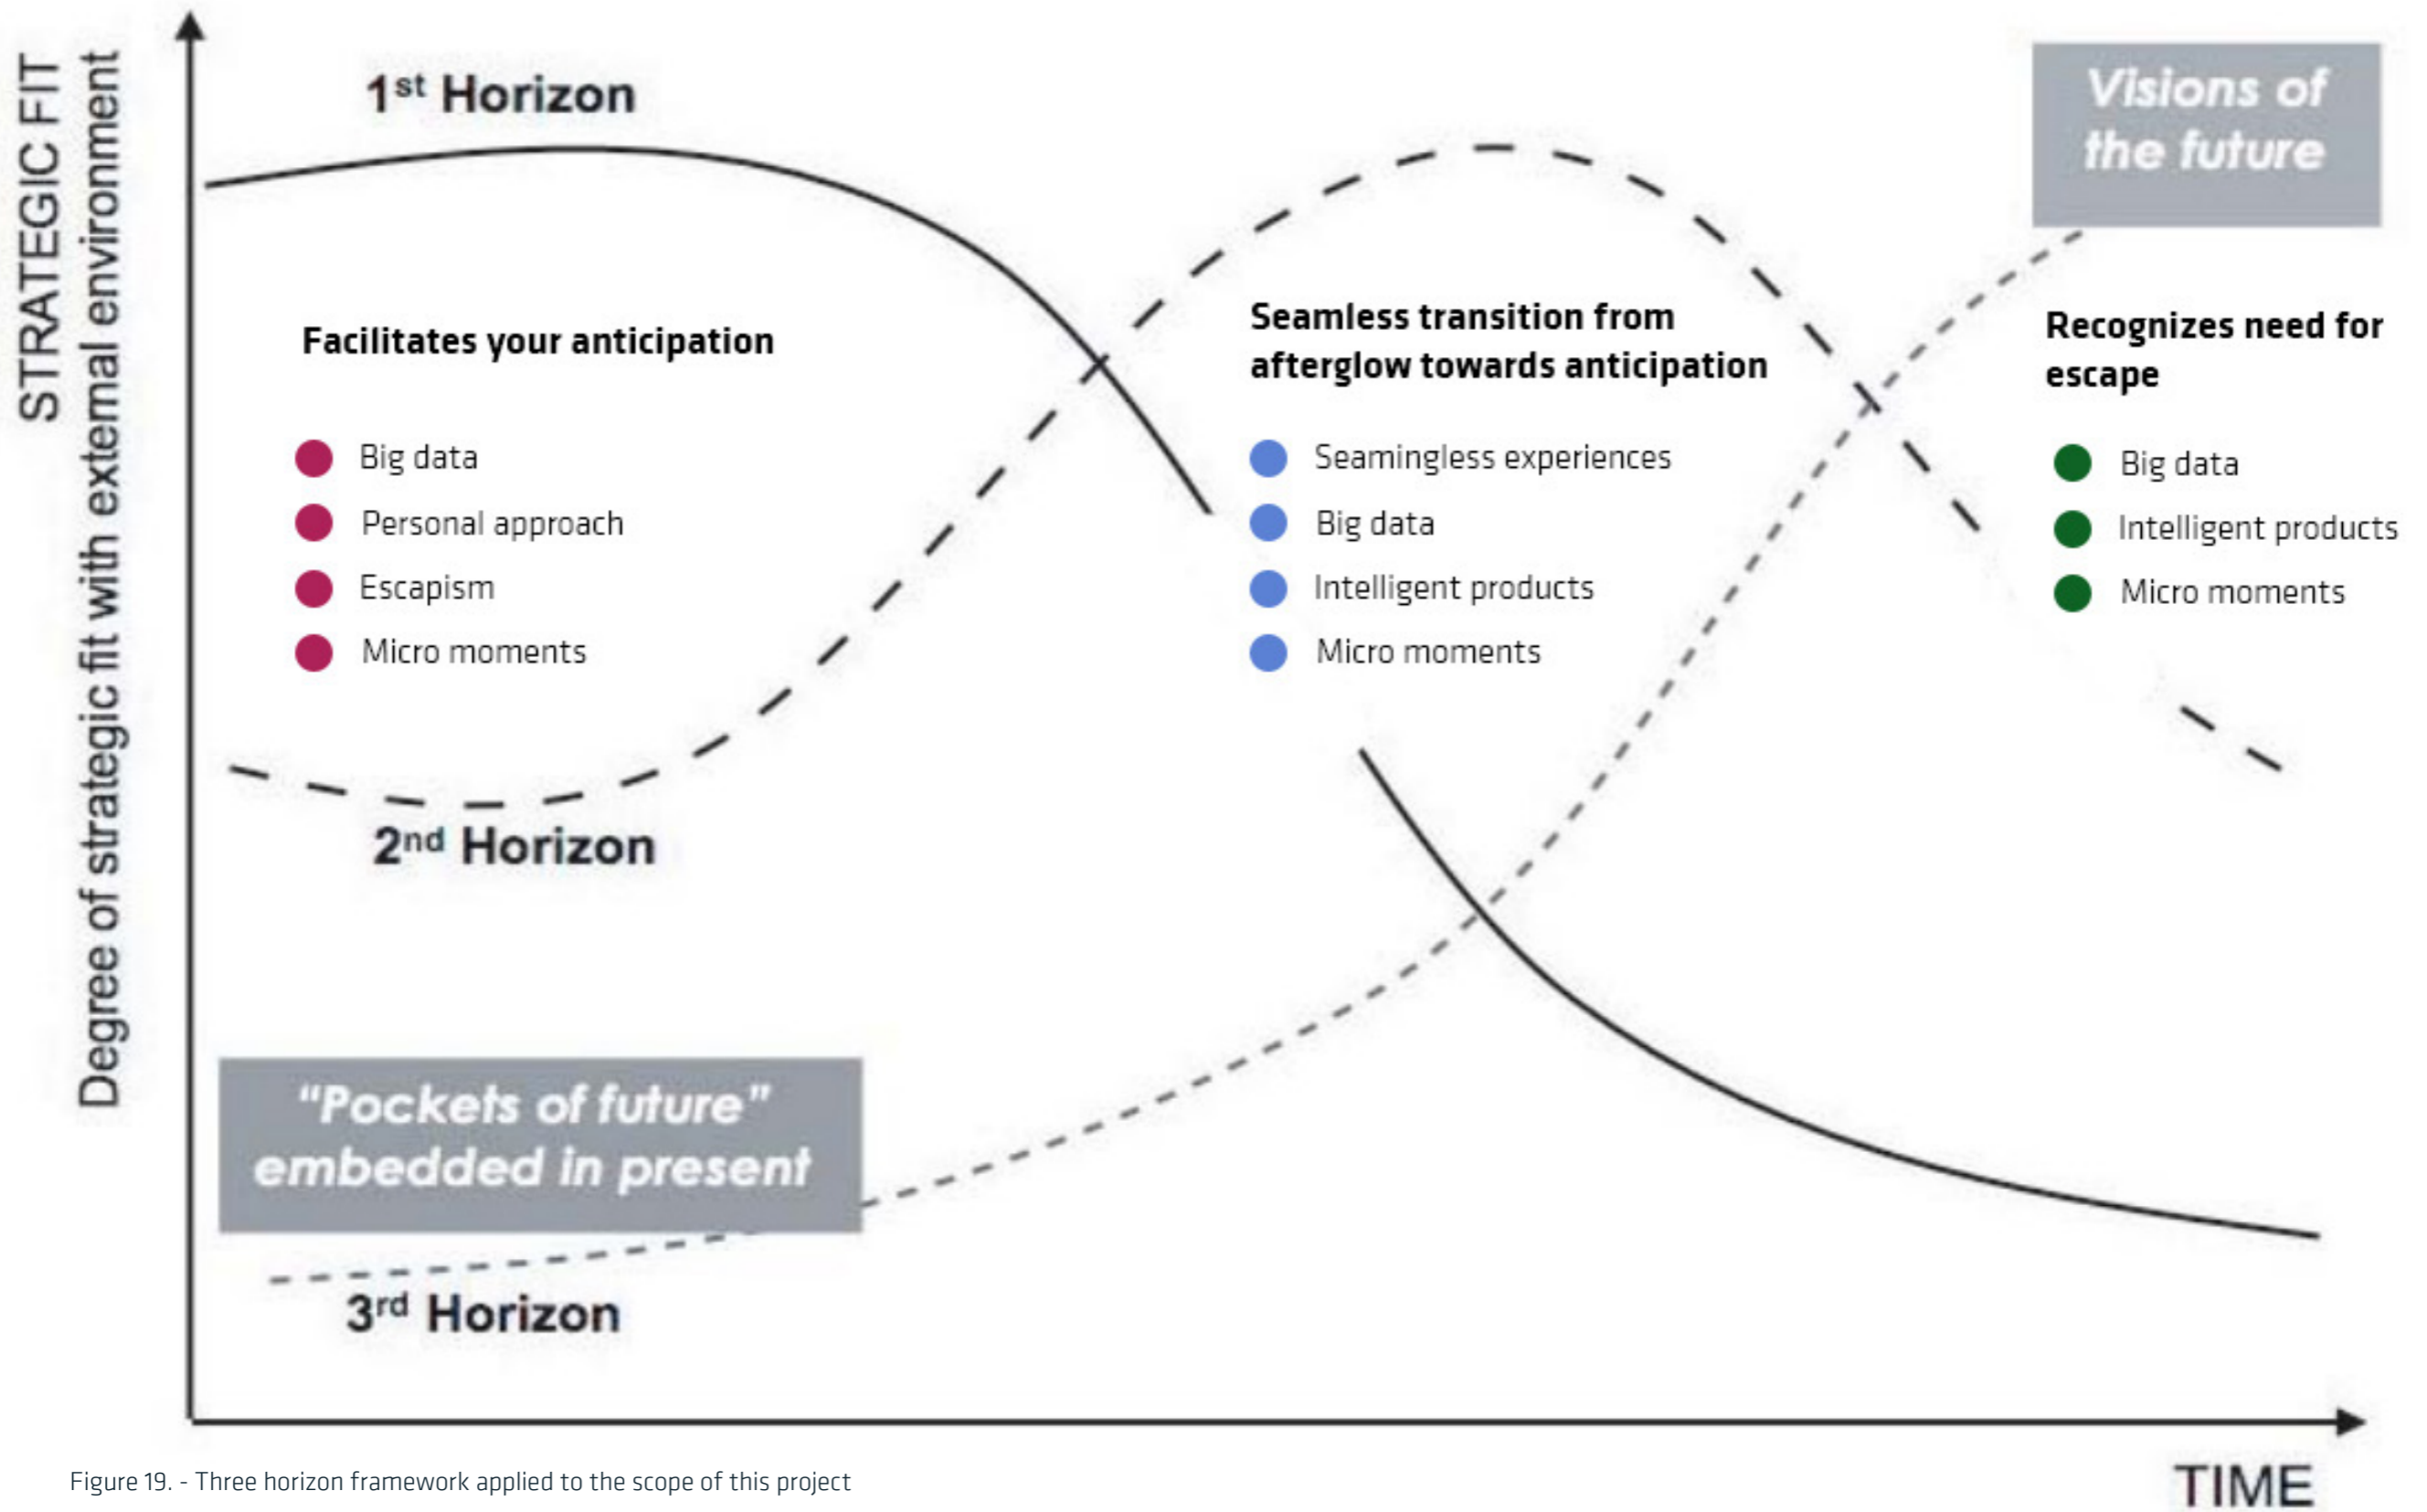 STRATEGIC FIT
Degree of strategic fit with external environment
1st Horizon
Visions of
the future
Facilitates your anticipation
Big data
Personal approach
Escapism
Micro moments
Seamless transition from
afterglow towards anticipation
Seamingless experiences
Big data
Intelligent products
Micro moments
Recognizes need for
escape
Big data
Intelligent products
Micro moments
2nd Horizon
“Pockets of future”
embedded in present
3rd Horizon
TIME
Figure 19. - Three horizon framework applied to the scope of this project